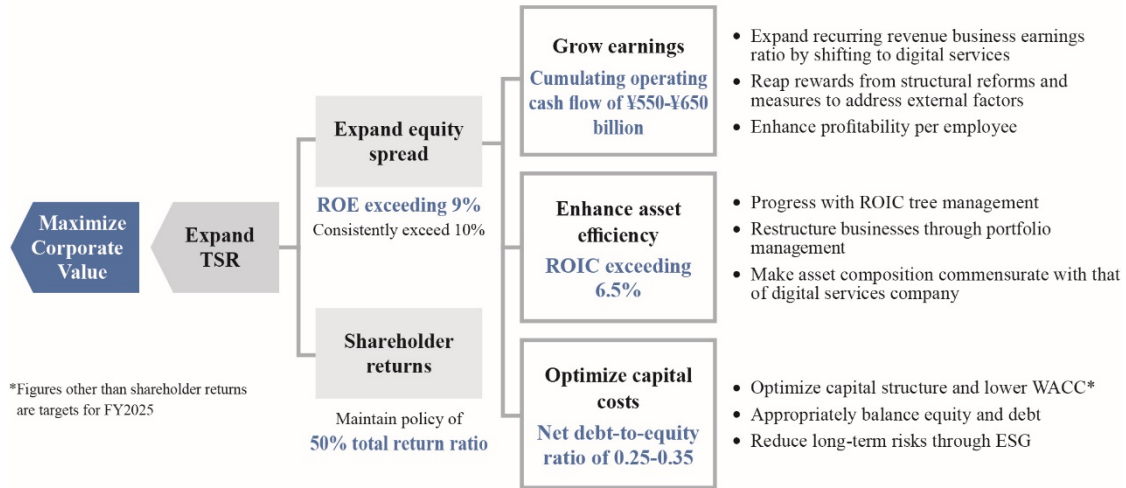 Maximize
Corporate
Value
Expand
TSR
Expand equity
spread
ROE exceeding 9%
Consistently exceed 10%
Shareholder
returns
Maintain policy of
50% total return ratio
Grow earnings
Cumulating operating
cash flow of ¥550-¥650
billion
• Expand recurring revenue business earnings
ratio by shifting to digital services
• Reap rewards from structural reforms and
measures to address external factors
• Enhance profitability per employee
Enhance asset
efficiency
ROIC exceeding
6.5%
• Progress with ROIC tree management
• Restructure businesses through portfolio
management
• Make asset composition commensurate with that
of digital services company
Optimize capital
costs
Net debt-to-equity
ratio of 0.25-0.35
• Optimize capital structure and lower WACC*
• Appropriately balance equity and debt
• Reduce long-term risks through ESG
*Figures other than shareholder returns
are targets for FY2025